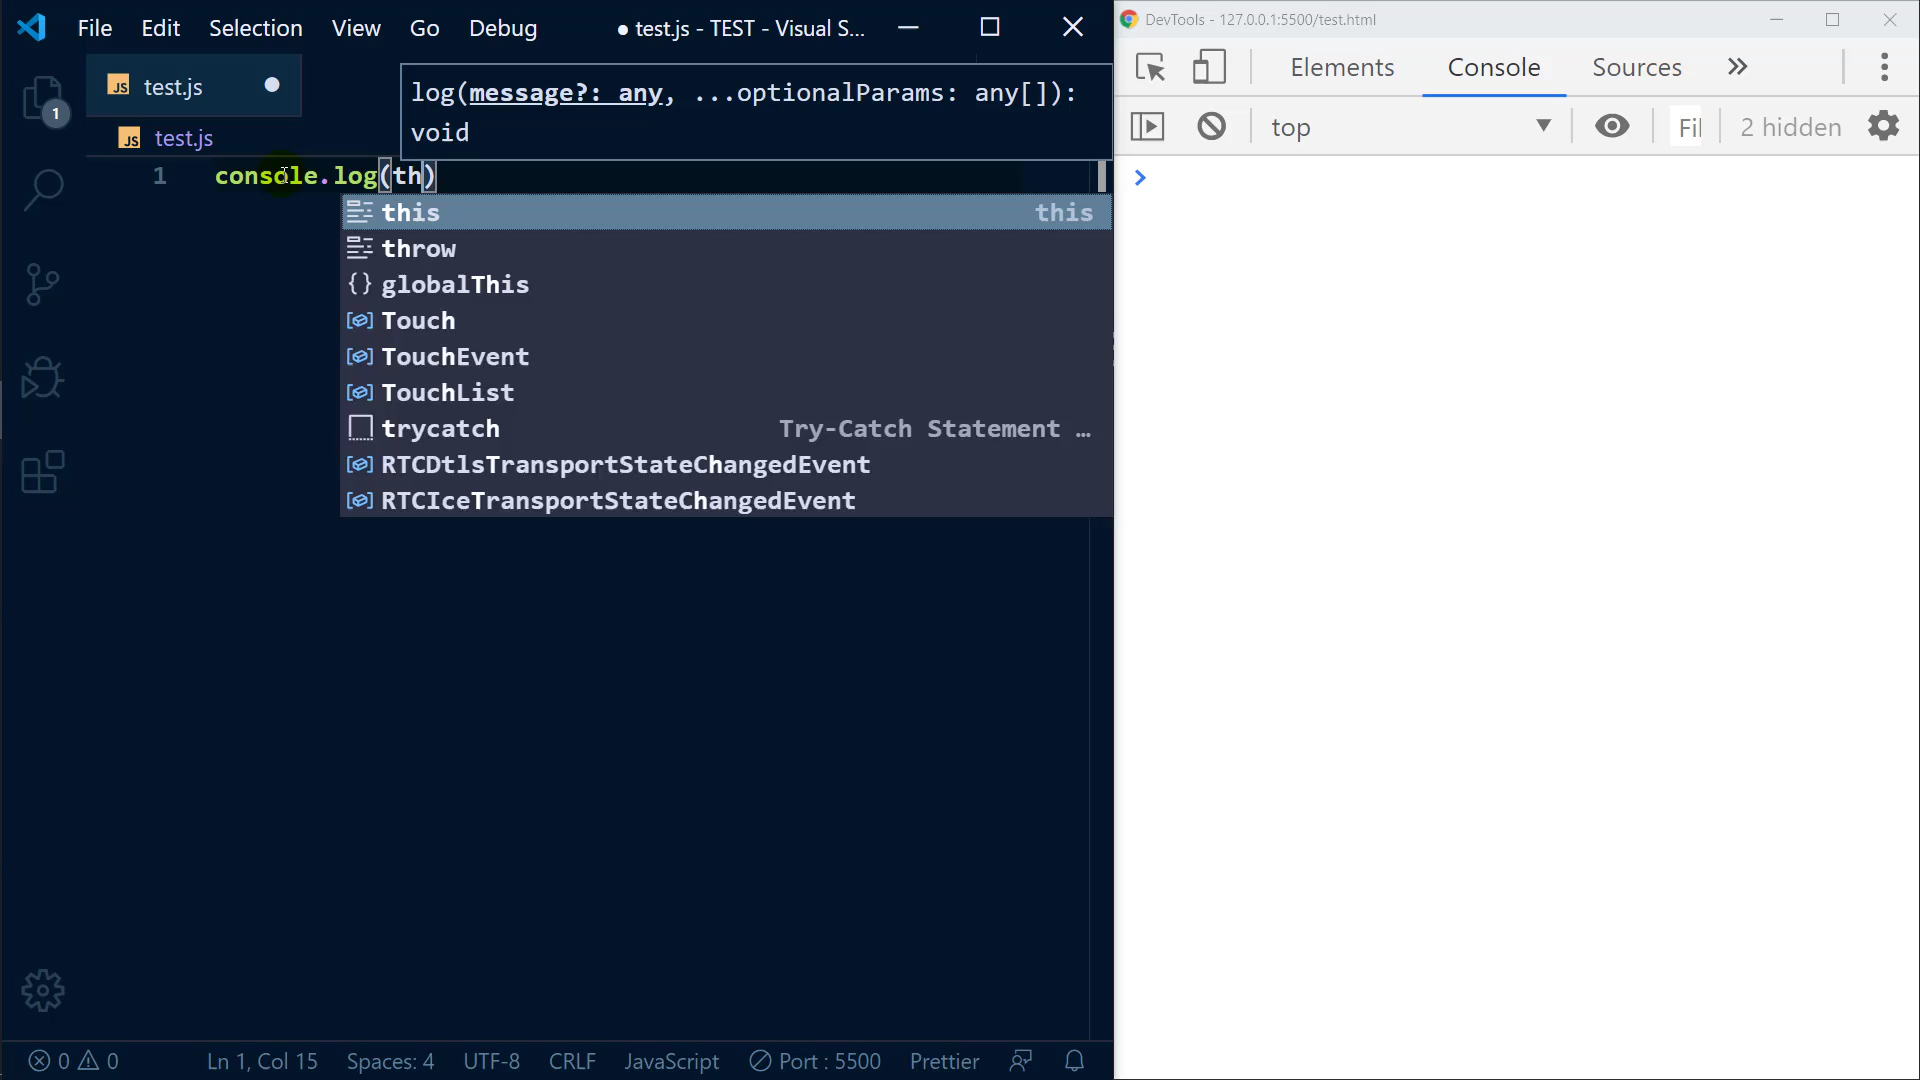 File Edit Selection View Go Debug ● test.js - TEST - Visual S...
JS test.js
JS test.js
log(message?: any, ...optionalParams: any[]):
void
1 console.log(th)
this this
throw
globalThis
Touch
TouchEvent
TouchList
trycatch Try-Catch Statement …
RTCDtlsTransportStateChangedEvent
RTCIceTransportStateChangedEvent
1
0 0 Ln 1, Col 15 Spaces: 4 UTF-8 CRLF JavaScript Port : 5500 Prettier
DevTools - 127.0.0.1:5500/test.html
Elements Console Sources »
top Fil 2 hidden